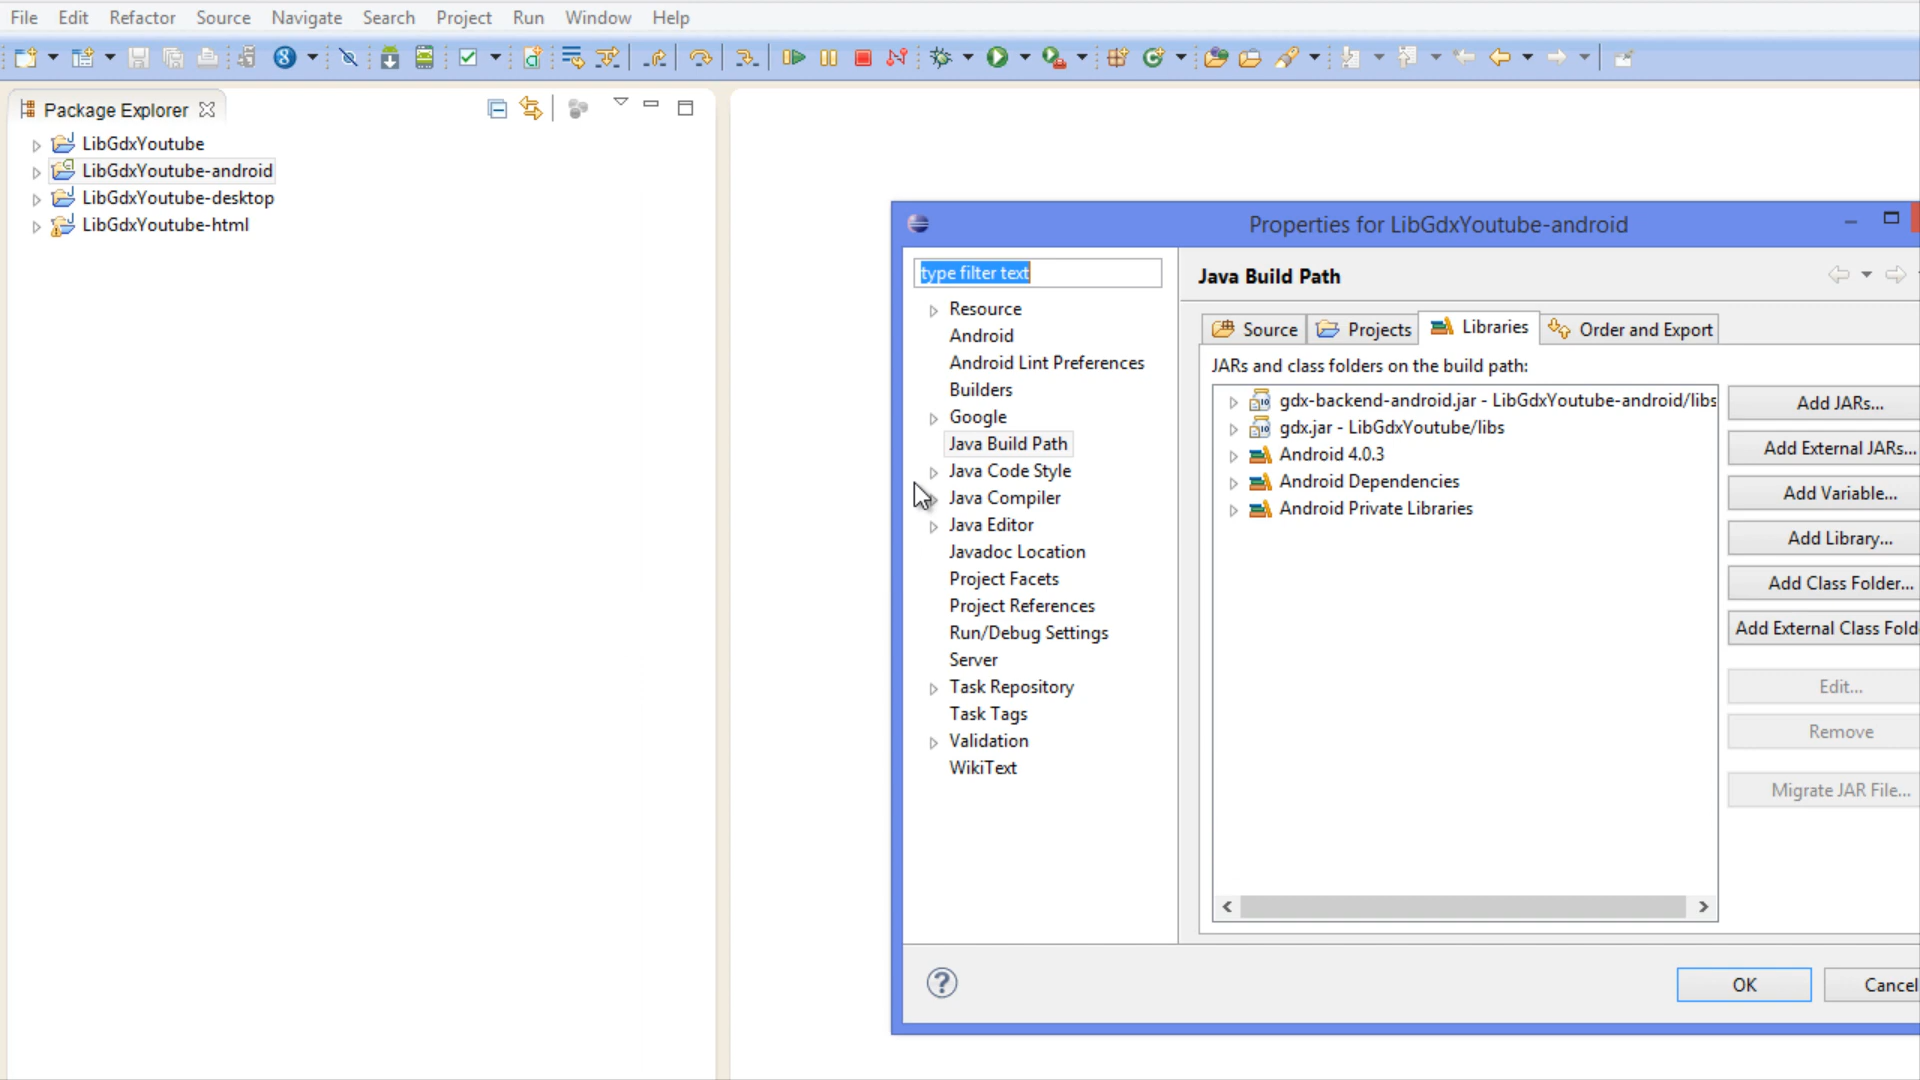 File Edit Refactor Source Navigate Search Project Run Window Help
Package Explorer
LibGdxYoutube
LibGdxYoutube-android
LibGdxYoutube-desktop
LibGdxYoutube-html
Properties for LibGdxYoutube-android
type filter text
Resource
Android
Android Lint Preferences
Builders
Google
Java Build Path
Java Code Style
Java Compiler
Java Editor
Javadoc Location
Project Facets
Project References
Run/Debug Settings
Server
Task Repository
Task Tags
Validation
WikiText
Java Build Path
Source Projects Libraries Order and Export
JARs and class folders on the build path:
gdx-backend-android.jar - LibGdxYoutube-android/libs
gdx.jar - LibGdxYoutube/libs
Android 4.0.3
Android Dependencies
Android Private Libraries
Add JARs...
Add External JARs...
Add Variable...
Add Library...
Add Class Folder...
Add External Class Fold
Edit...
Remove
Migrate JAR File...
OK
Cancel